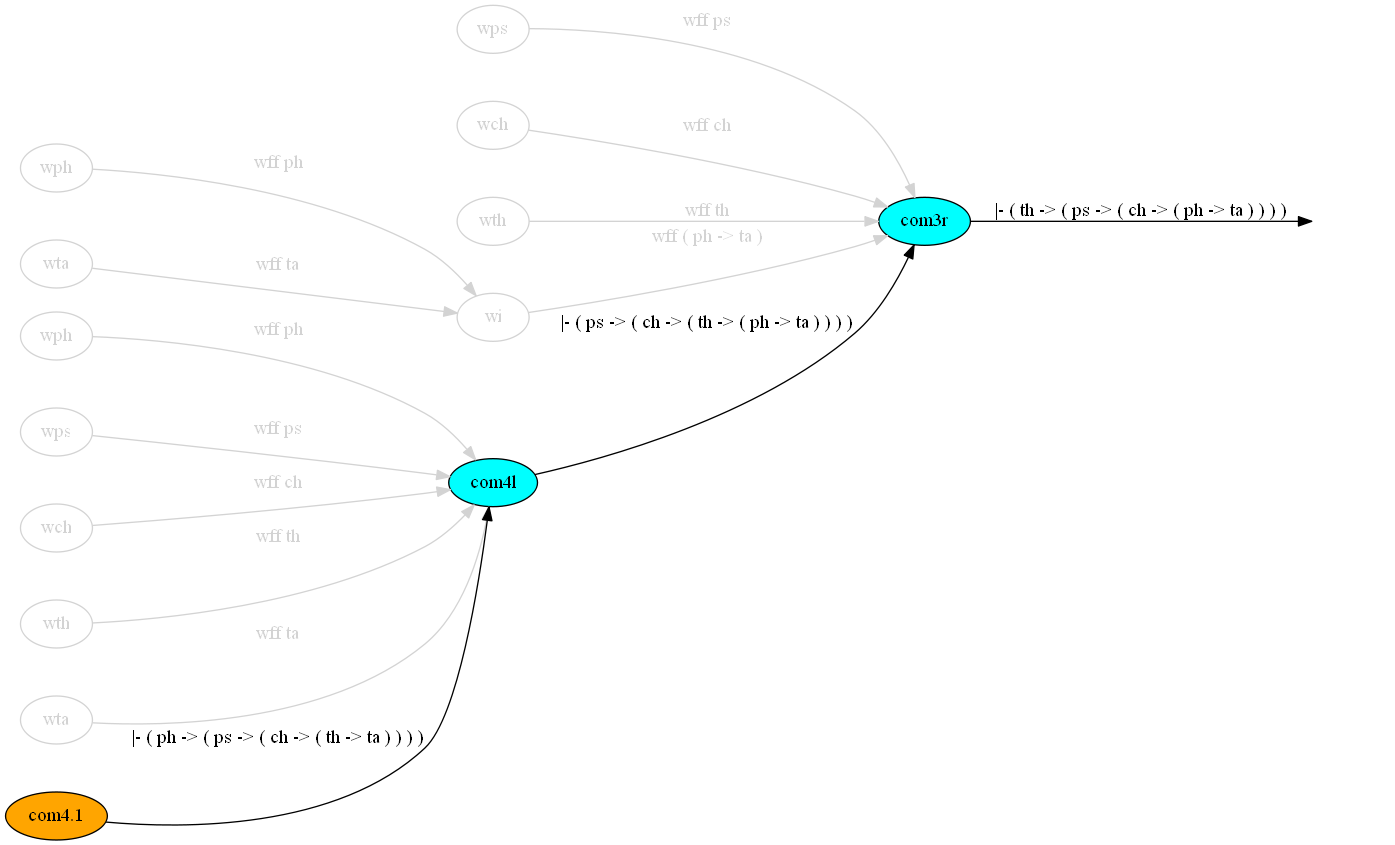 wps
wff ps
wch
wff ch
wph
wff ph
wth
wff th
com3r
|- ( th -> ( ps -> ( ch -> ( ph -> ta ) ) ) )
wff ( ph -> ta )
wta
wff ta
wi
|- ( ps -> ( ch -> ( th -> ( ph -> ta ) ) ) )
wph
wff ph
wps
wff ps
com4l
wff ch
wch
wff th
wth
wff ta
wta
|- ( ph -> ( ps -> ( ch -> ( th -> ta ) ) ) )
com4.1